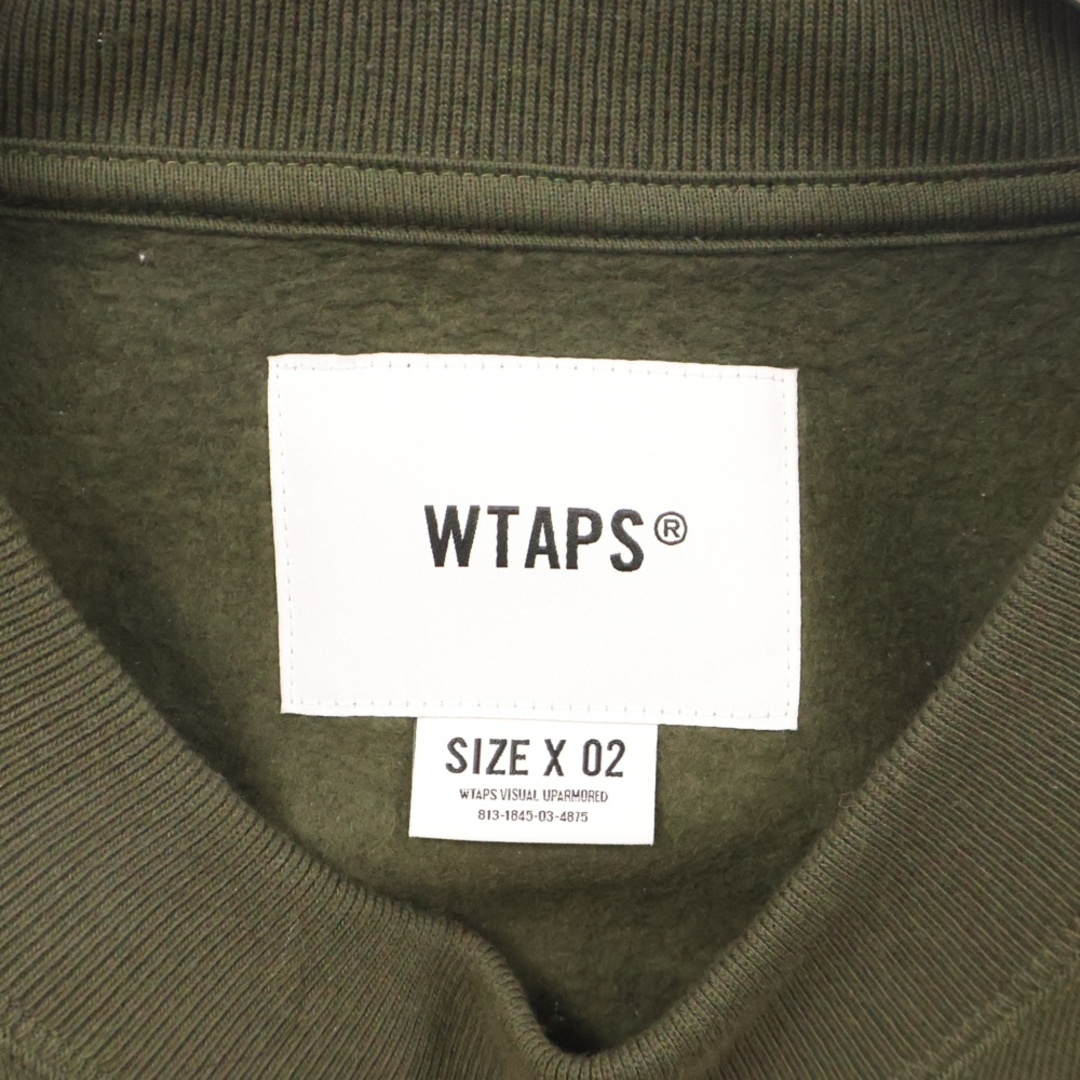 WTAPS®
SIZE X 02
WTAPS VISUAL UPARMORED
813-1845-03-4875